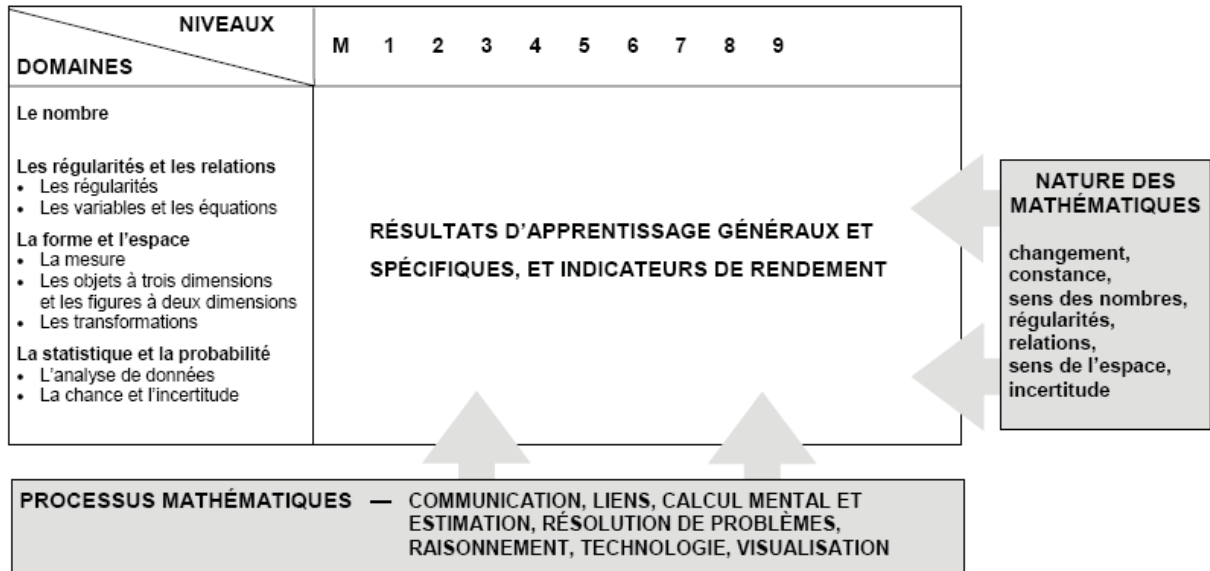 NIVEAUX
DOMAINES
M 1 2 3 4 5 6 7 8 9
Le nombre
Les régularités et les relations
• Les régularités
• Les variables et les équations
La forme et l'espace
• La mesure
• Les objets à trois dimensions
et les figures à deux dimensions
• Les transformations
La statistique et la probabilité
• L'analyse de données
• La chance et l'incertitude
RÉSULTATS D'APPRENTISSAGE GÉNÉRAUX ET
SPÉCIFIQUES, ET INDICATEURS DE RENDEMENT
NATURE DES
MATHÉMATIQUES
changement,
constance,
sens des nombres,
régularités,
relations,
sens de l'espace,
incertitude
PROCESSUS MATHÉMATIQUES — COMMUNICATION, LIENS, CALCUL MENTAL ET
ESTIMATION, RÉSOLUTION DE PROBLÈMES,
RAISONNEMENT, TECHNOLOGIE, VISUALISATION